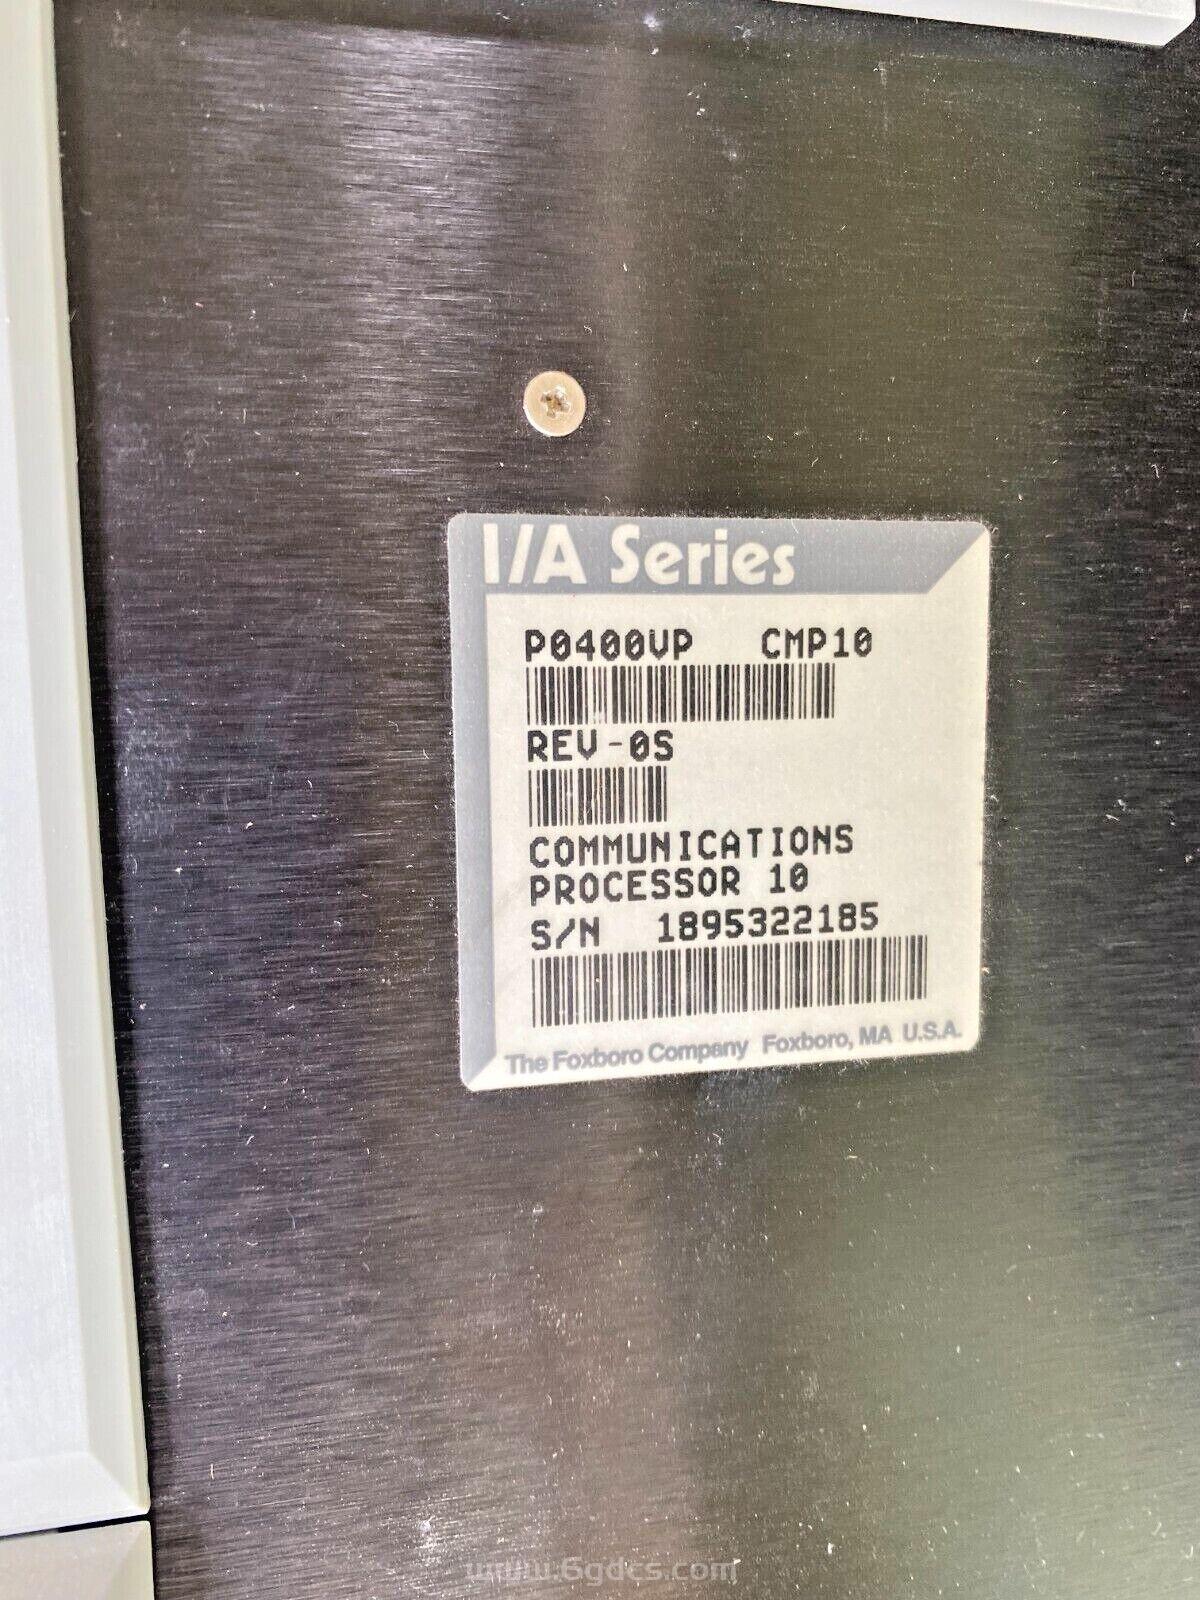 I/A Series
P0400VP CMP10
REV-0S
COMMUNICATIONS
PROCESSOR 10
S/N 1895322185
The Foxboro Company Foxboro, MA U.S.A.
www.6gdcs.com